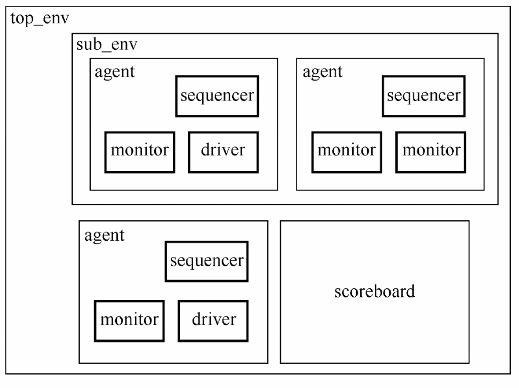 top_env
sub_env
agent
agent
sequencer
sequencer
monitor
driver
monitor
monitor
agent
sequencer
scoreboard
monitor
driver